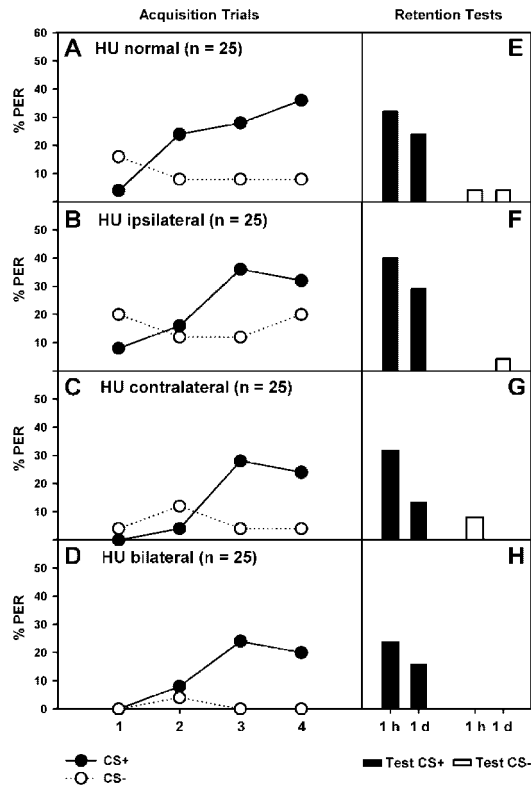 Acquisition Trials
Retention Tests
60
50
40
30
20
10
% PER
A HU normal (n = 25)
E
50
40
30
20
10
% PER
B HU ipsilateral (n = 25)
F
50
40
30
20
10
% PER
C HU contralateral (n = 25)
G
50
40
30
20
10
0
% PER
D HU bilateral (n = 25)
H
1 2 3 4
1 h 1 d 1 h 1 d
CS+
CS-
Test CS+ Test CS-